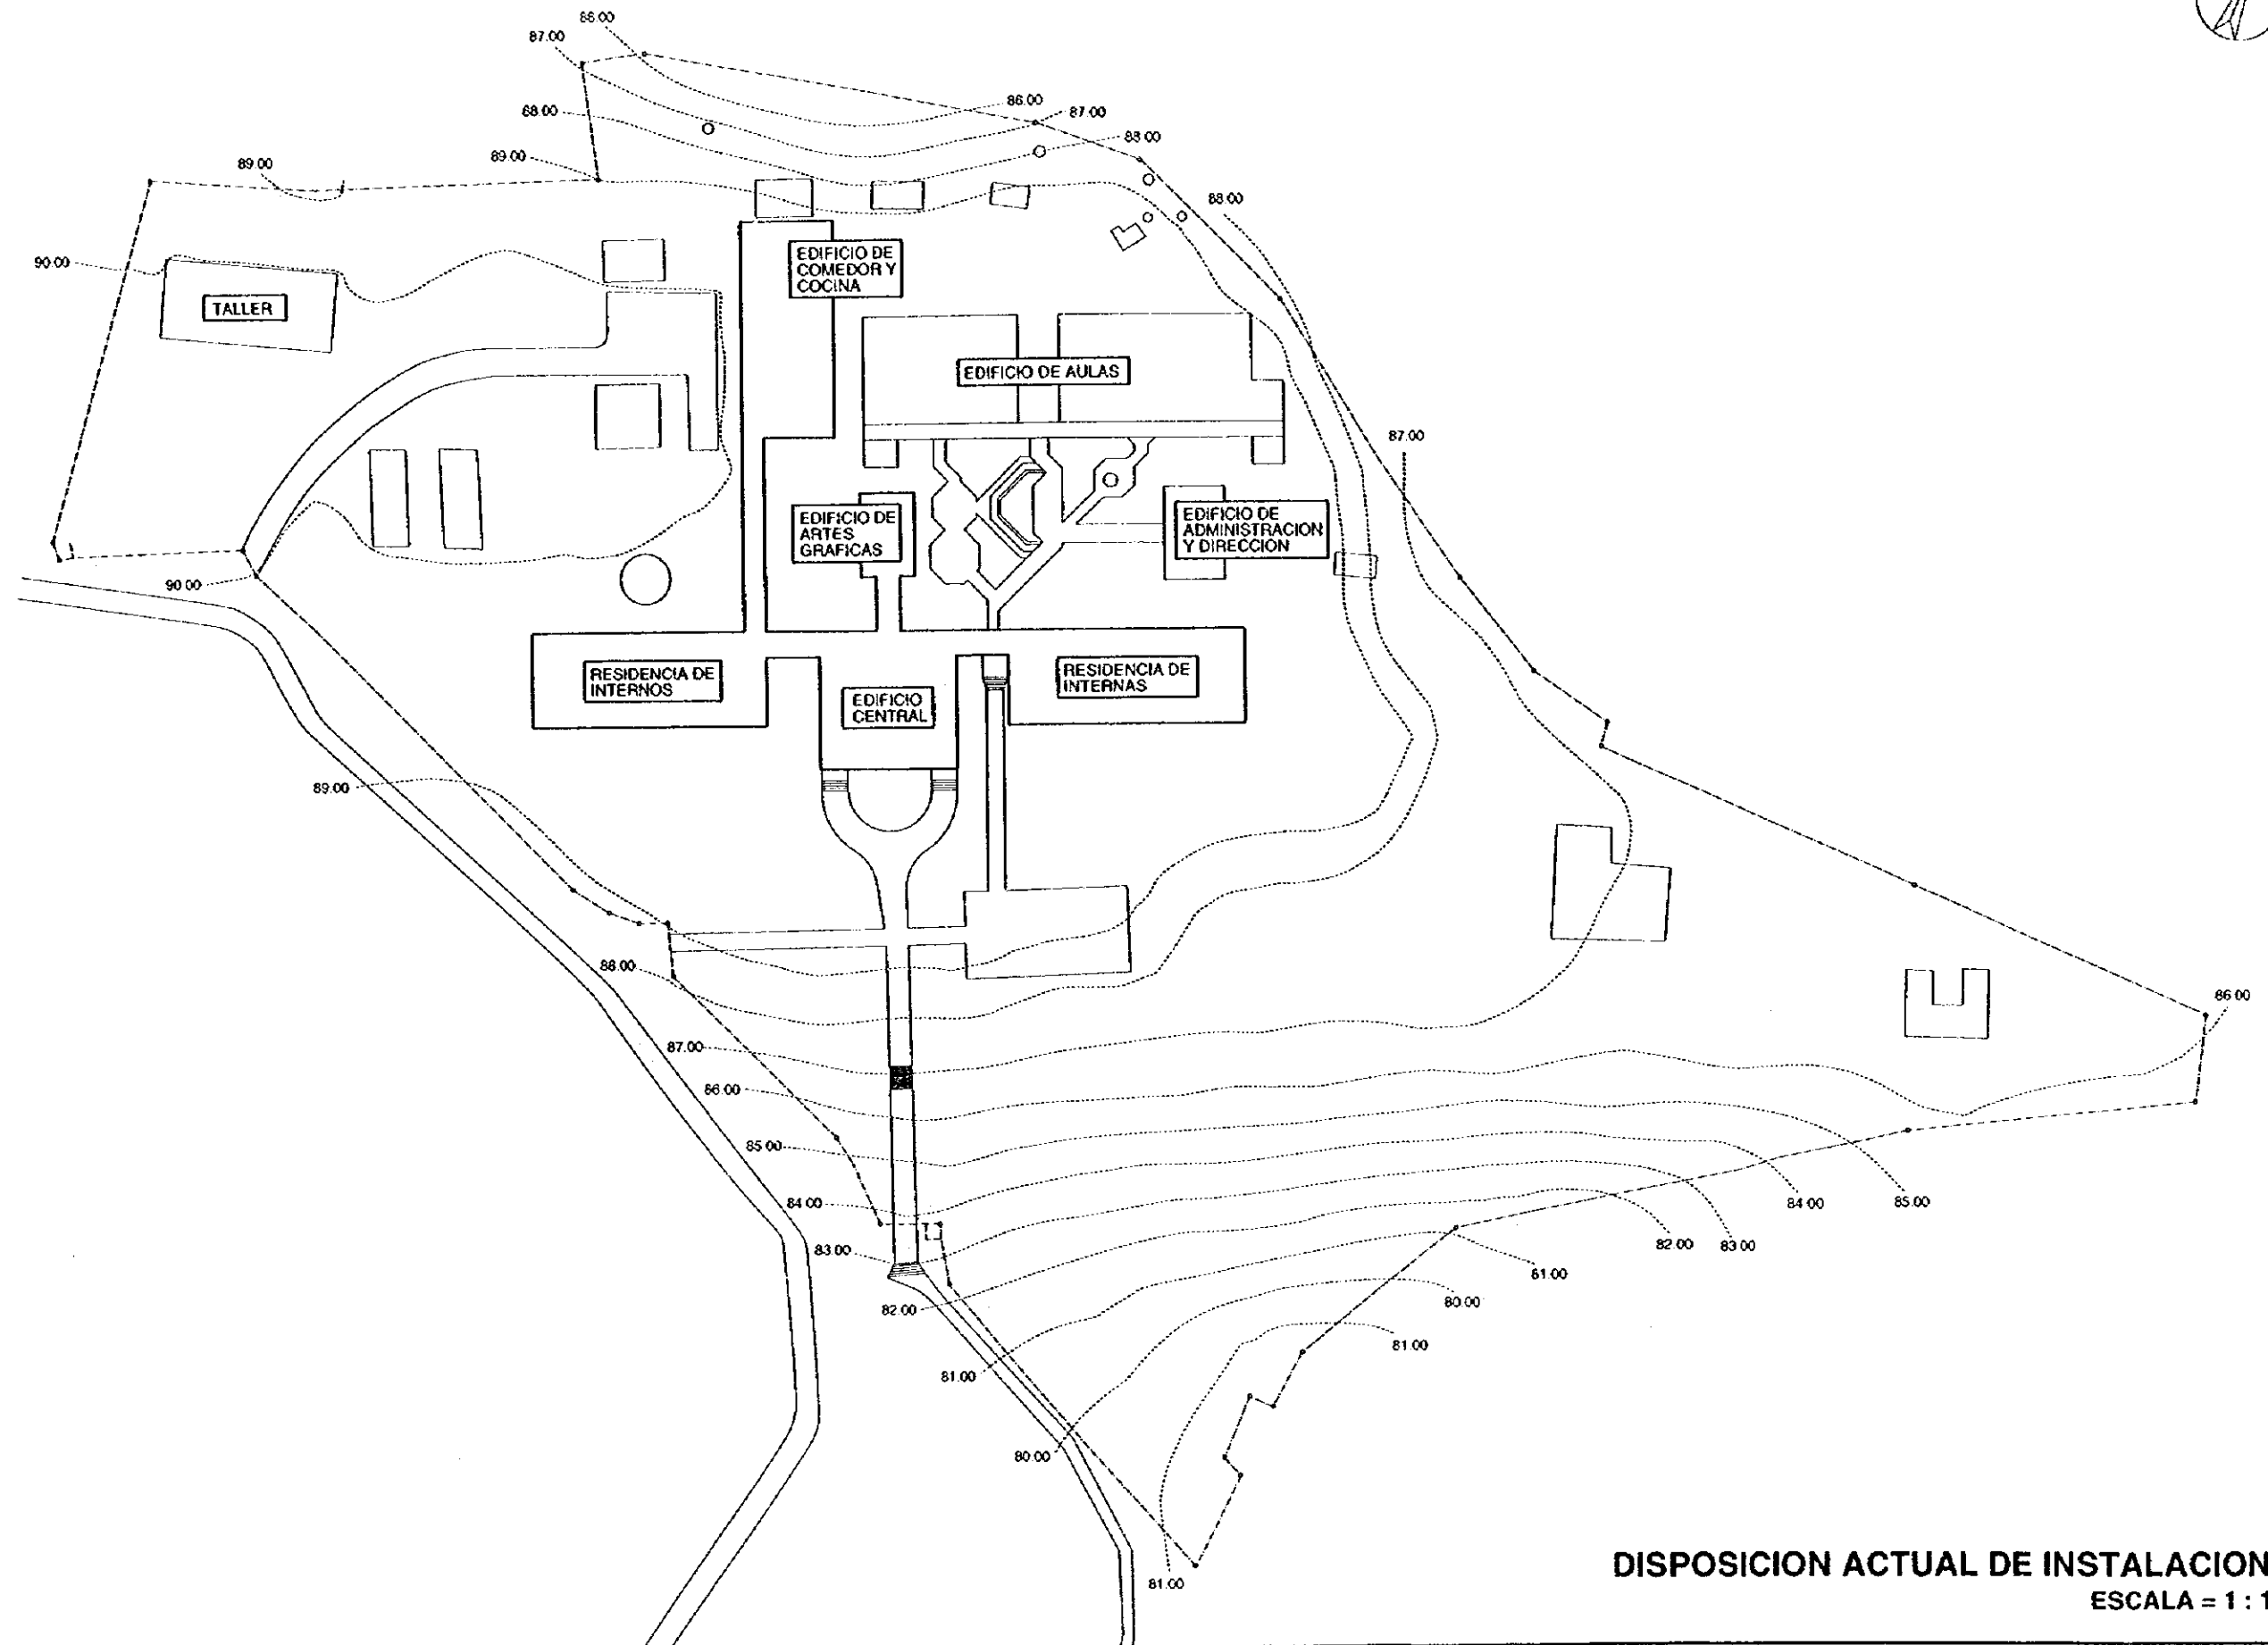 88.00
87.00
88.00
86.00
87.00
88.00
89.00
89.00
88.00
90.00
EDIFICIO DE
COMEDOR Y
COCINA
TALLER
EDIFICIO DE AULAS
87.00
EDIFICIO DE
ARTES
GRAFICAS
EDIFICIO DE
ADMINISTRACION
Y DIRECCION
90.00
RESIDENCIA DE
INTERNOS
EDIFICIO
CENTRAL
RESIDENCIA DE
INTERNAS
89.00
88.00
86.00
87.00
86.00
85.00
84.00
84.00
85.00
83.00
82.00
83.00
81.00
82.00
80.00
81.00
81.00
80.00
81.00
DISPOSICION ACTUAL DE INSTALACION
ESCALA = 1 : 1